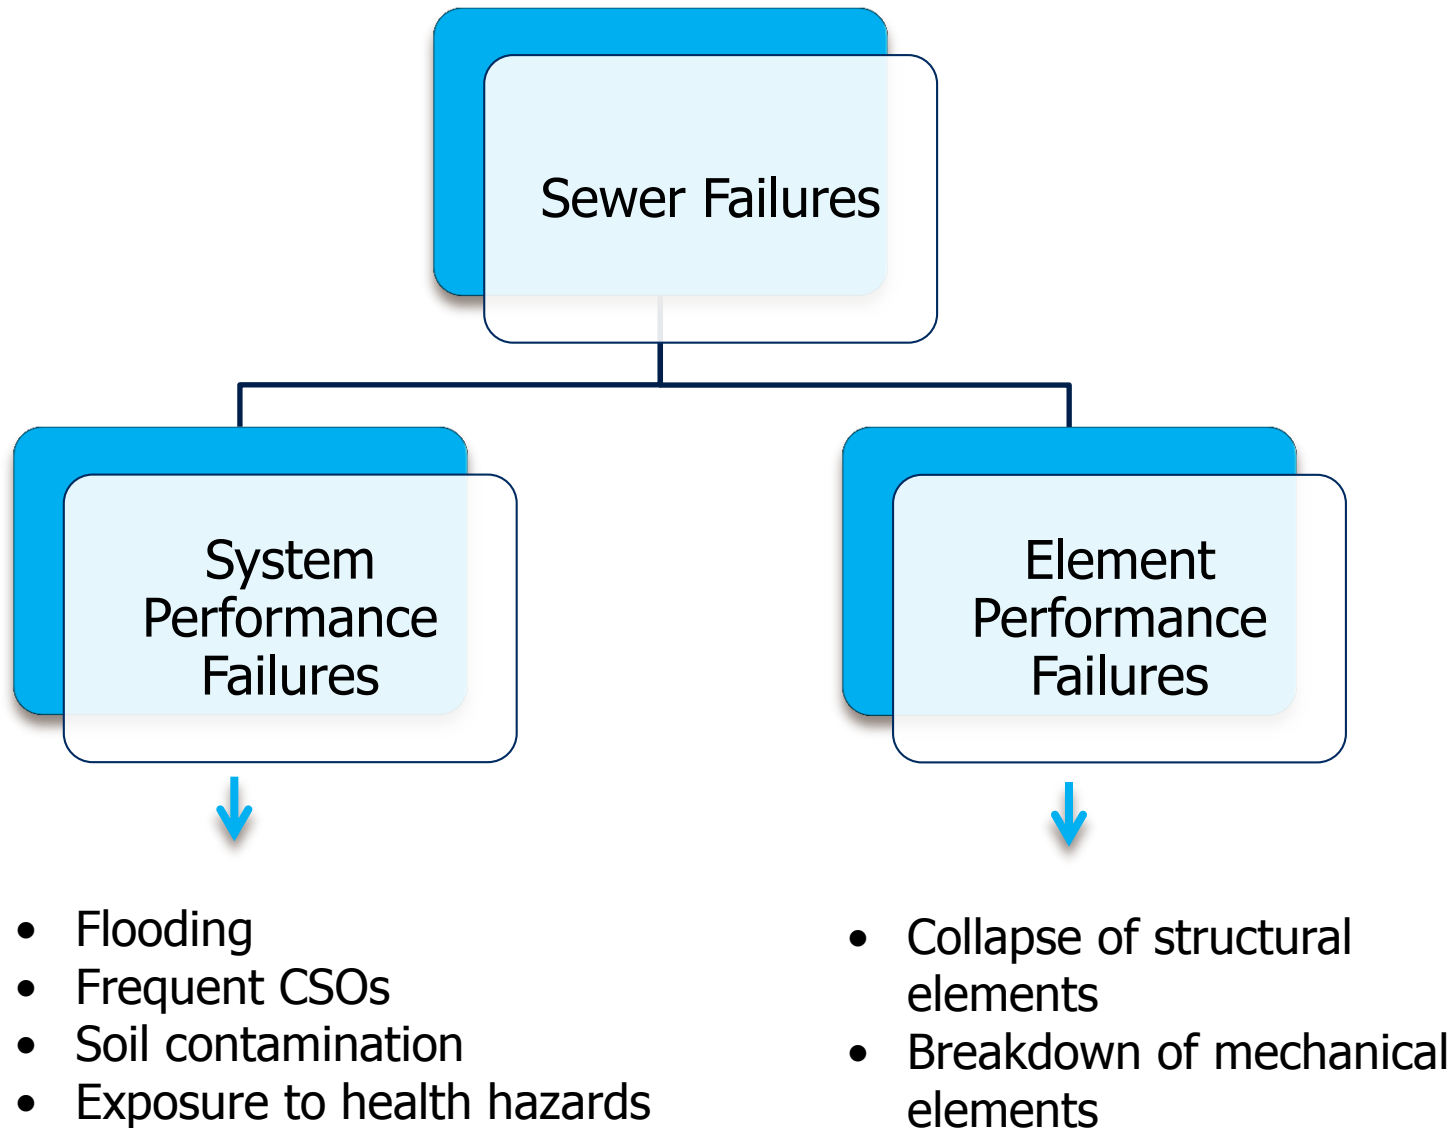 Sewer Failures
System
Performance
Failures
Element
Performance
Failures
• Flooding
• Frequent CSOs
• Soil contamination
• Exposure to health hazards
• Collapse of structural
elements
• Breakdown of mechanical
elements